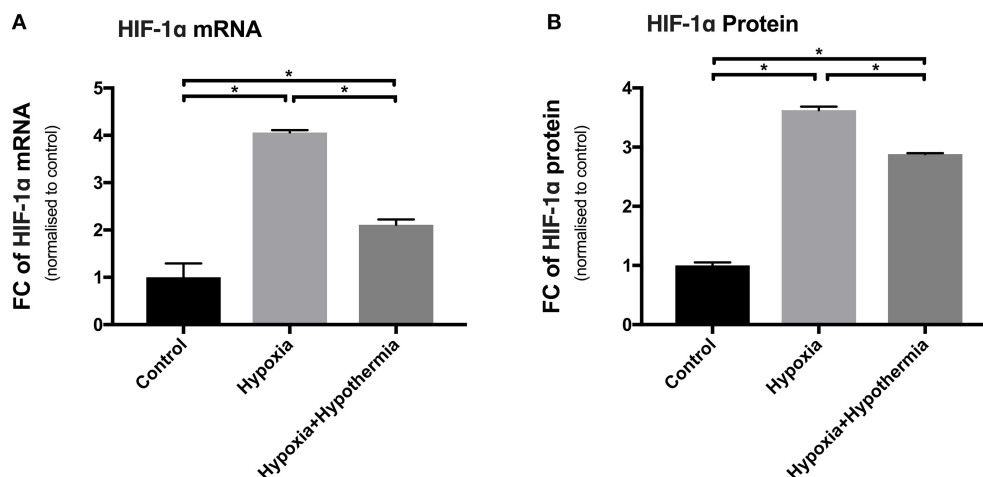 A
HIF-1α mRNA
FC of HIF-1α mRNA
(normalised to control)
5
4
3
2
1
0
*
*
*
Control
Hypoxia
Hypoxia+Hypothermia
B
HIF-1α Protein
FC of HIF-1α protein
(normalised to control)
4
3
2
1
0
*
*
*
Control
Hypoxia
Hypoxia+Hypothermia